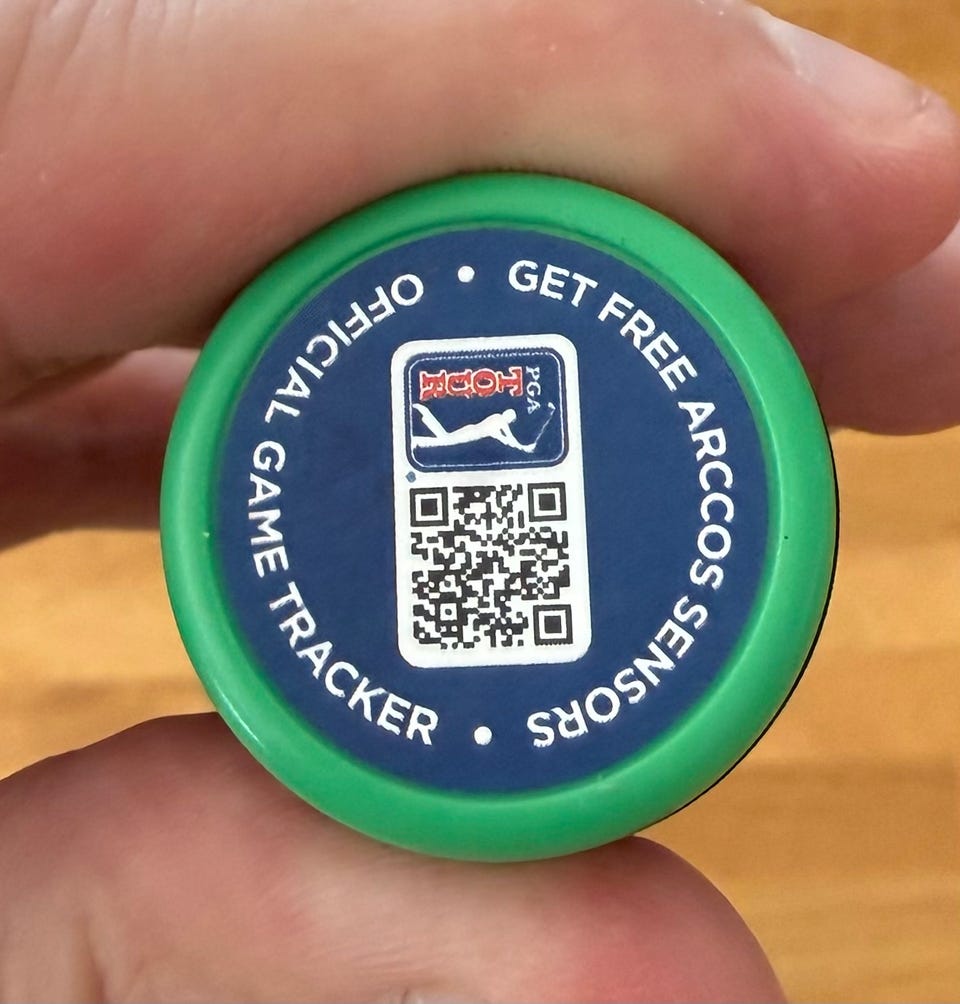 GET FREE ARCCOS SENSORS
OFFICIAL GAME TRACKER
PGA
TOUR